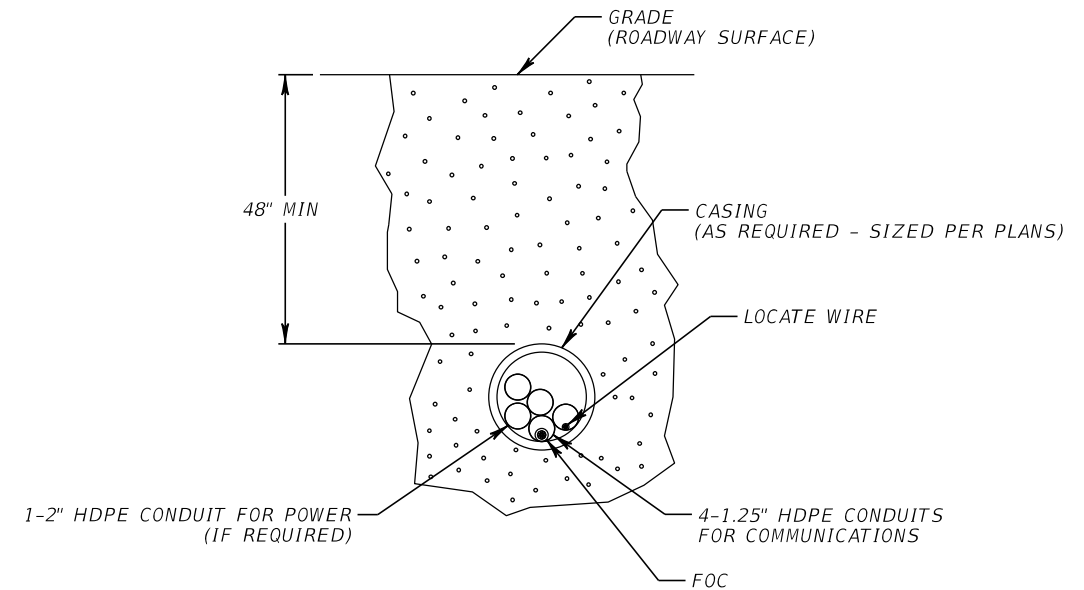 GRADE
(ROADWAY SURFACE)
48" MIN
CASING
(AS REQUIRED - SIZED PER PLANS)
LOCATE WIRE
1-2" HDPE CONDUIT FOR POWER
(IF REQUIRED)
4-1.25" HDPE CONDUITS
FOR COMMUNICATIONS
FOC